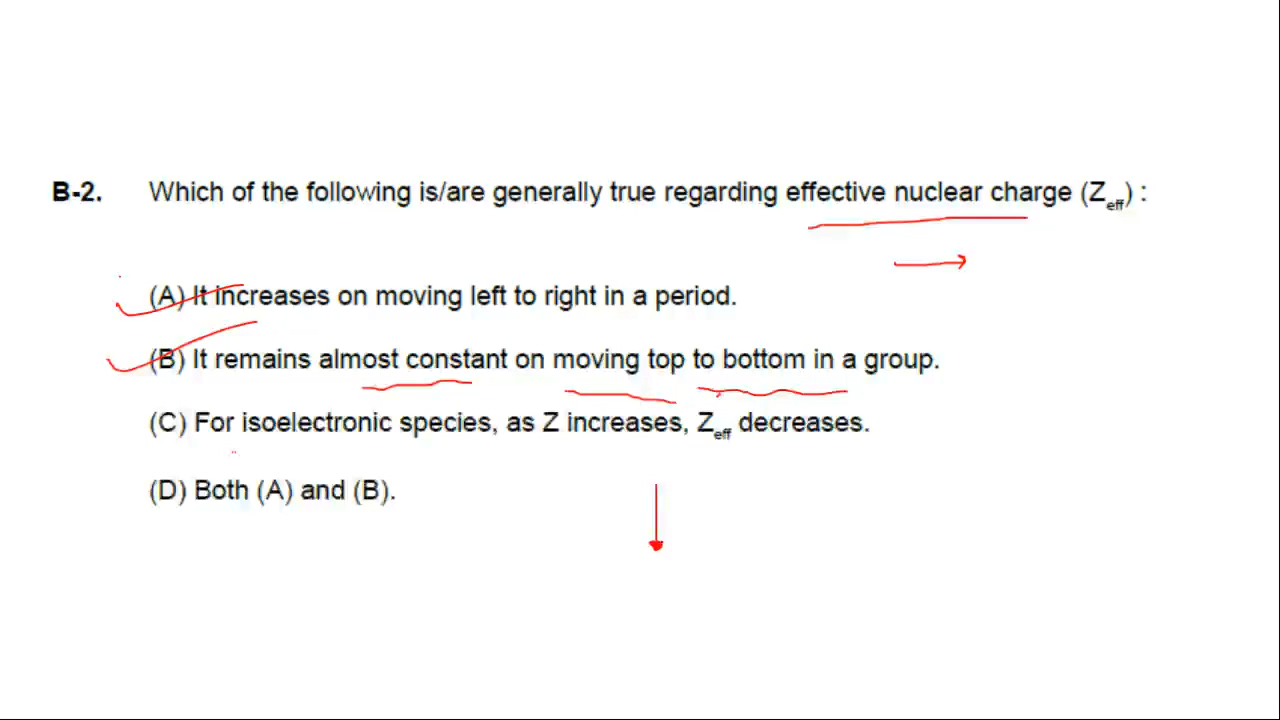 B-2. Which of the following is/are generally true regarding effective nuclear charge (Zeff) :
(A) It increases on moving left to right in a period.
(B) It remains almost constant on moving top to bottom in a group.
(C) For isoelectronic species, as Z increases, Zeff decreases.
(D) Both (A) and (B).